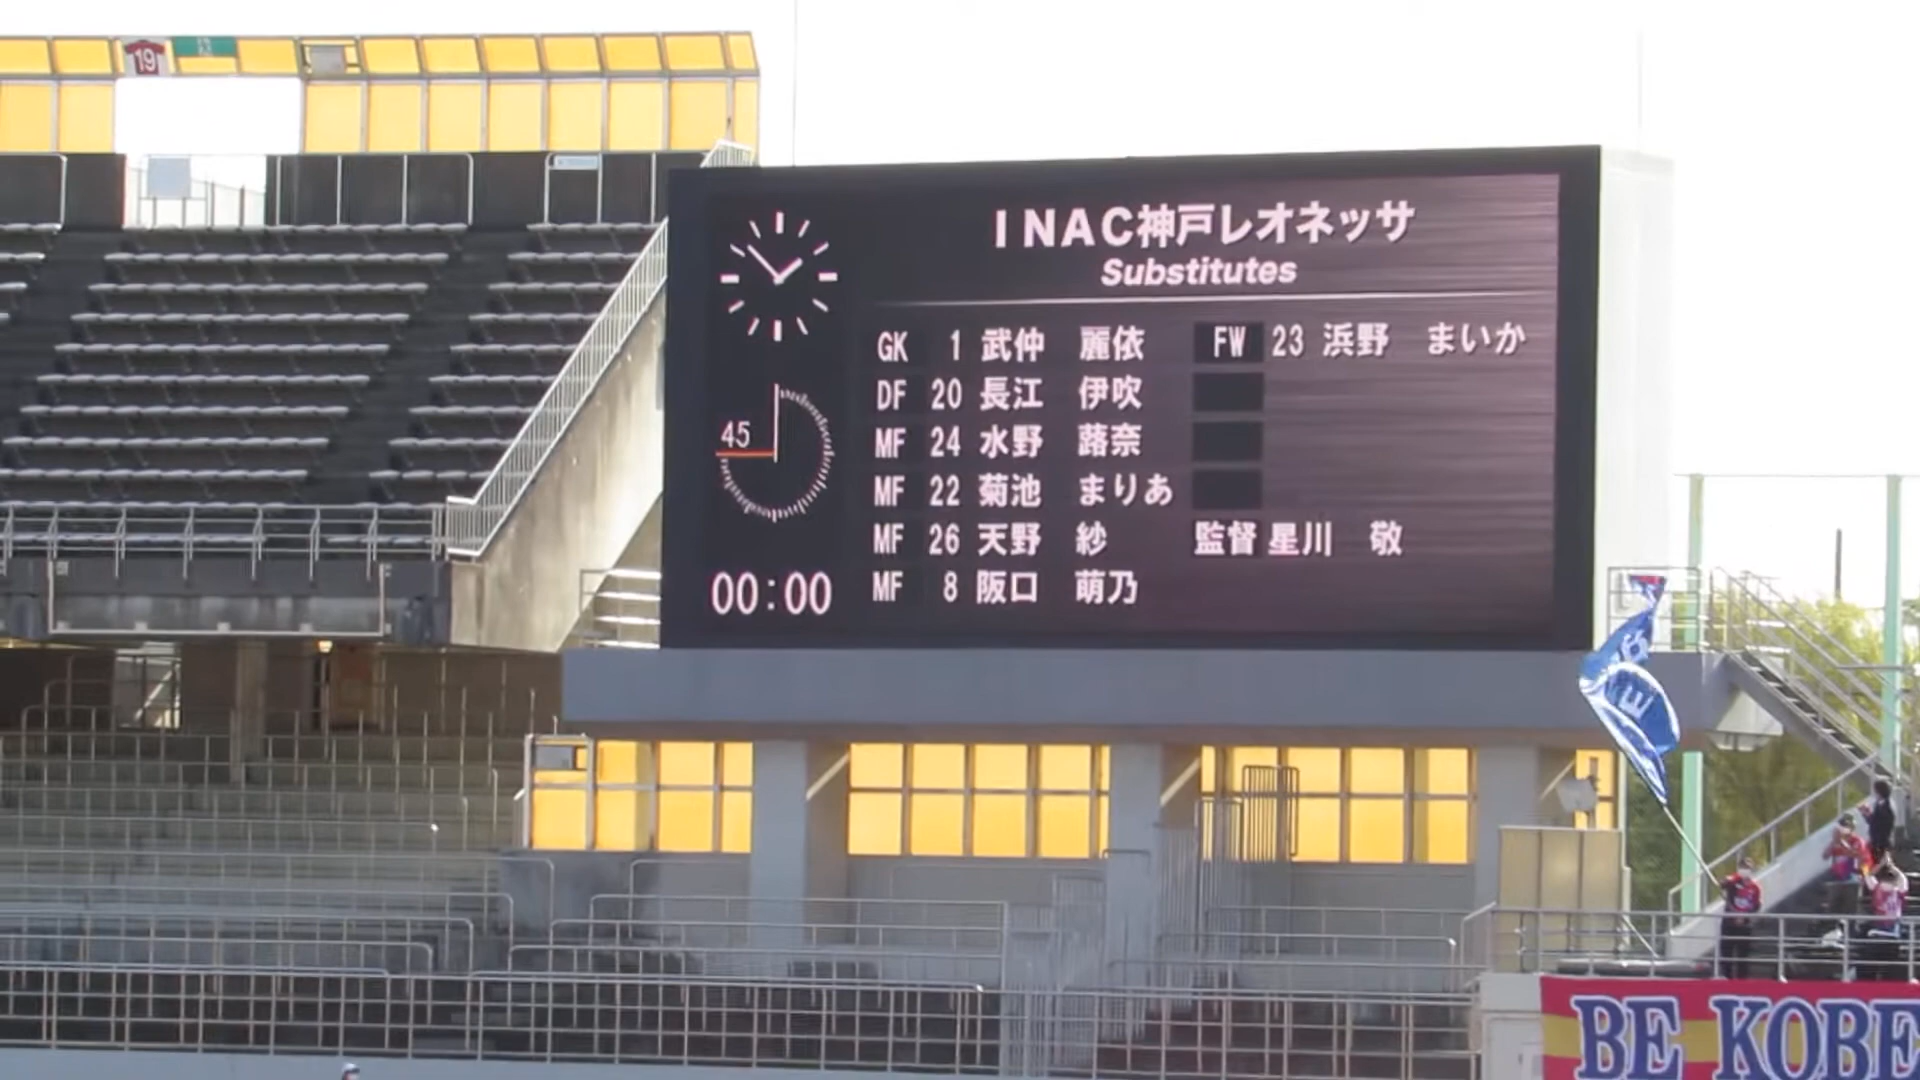 19
INAC神戸レオネッサ
Substitutes
GK 1 武仲 麗依 FW 23 浜野 まいか
DF 20 長江 伊吹
MF 24 水野 蕗奈
MF 22 菊池 まりあ
MF 26 天野 紗 監督 星川 敬
MF 8 阪口 萌乃
45
00:00
BE KOBE